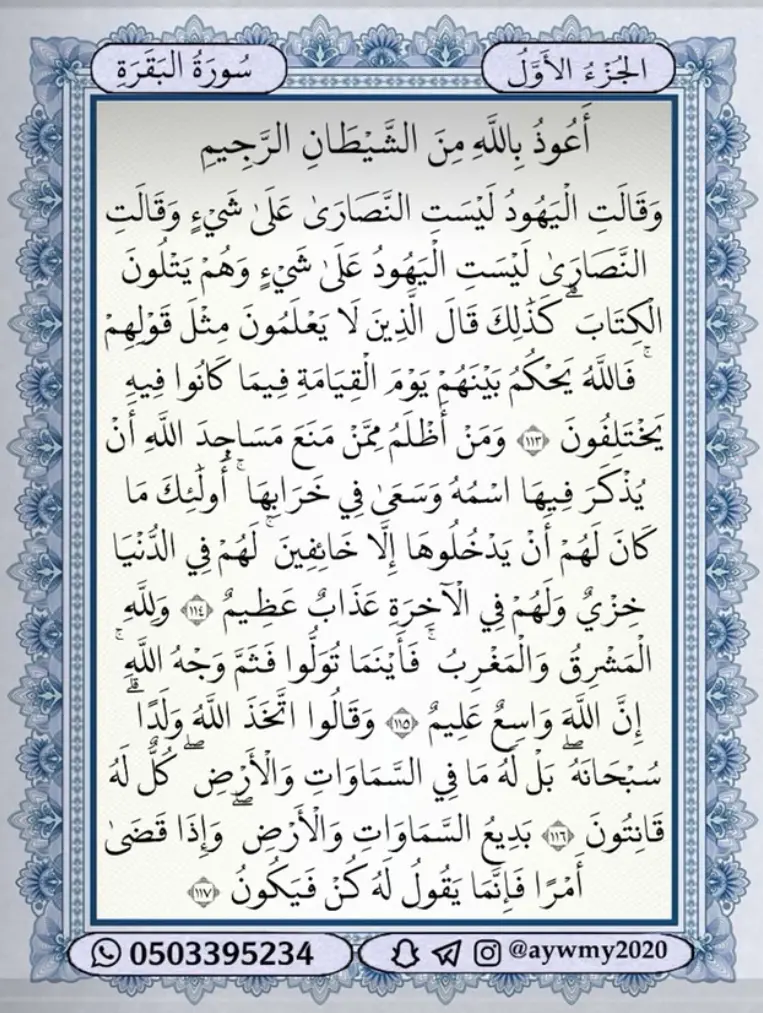 الجُزْءُ الأَوَّلُ
سُورَةُ البَقَرَةِ
أَعُوذُ بِاللَّهِ مِنَ الشَّيْطَانِ الرَّجِيمِ
وَقَالَتِ الْيَهُودُ لَيْسَتِ النَّصَارَىٰ عَلَىٰ شَيْءٍ وَقَالَتِ
النَّصَارَىٰ لَيْسَتِ الْيَهُودُ عَلَىٰ شَيْءٍ وَهُمْ يَتْلُونَ
الْكِتَابَ ۗ كَذَٰلِكَ قَالَ الَّذِينَ لَا يَعْلَمُونَ مِثْلَ قَوْلِهِمْ
ۚ فَاللَّهُ يَحْكُمُ بَيْنَهُمْ يَوْمَ الْقِيَامَةِ فِيمَا كَانُوا فِيهِ
يَخْتَلِفُونَ ﴿١١٣﴾ وَمَنْ أَظْلَمُ مِمَّنْ مَنَعَ مَسَاجِدَ اللَّهِ أَنْ
يُذْكَرَ فِيهَا اسْمُهُ وَسَعَىٰ فِي خَرَابِهَا ۚ أُولَٰئِكَ مَا
كَانَ لَهُمْ أَنْ يَدْخُلُوهَا إِلَّا خَائِفِينَ ۚ لَهُمْ فِي الدُّنْيَا
خِزْيٌ وَلَهُمْ فِي الْآخِرَةِ عَذَابٌ عَظِيمٌ ﴿١١٤﴾ وَلِلَّهِ
الْمَشْرِقُ وَالْمَغْرِبُ ۚ فَأَيْنَمَا تُوَلُّوا فَثَمَّ وَجْهُ اللَّهِ ۚ
إِنَّ اللَّهَ وَاسِعٌ عَلِيمٌ ﴿١١٥﴾ وَقَالُوا اتَّخَذَ اللَّهُ وَلَدًا ۗ
سُبْحَانَهُ ۖ بَلْ لَهُ مَا فِي السَّمَاوَاتِ وَالْأَرْضِ ۖ كُلٌّ لَهُ
قَانِتُونَ ﴿١١٦﴾ بَدِيعُ السَّمَاوَاتِ وَالْأَرْضِ ۖ وَإِذَا قَضَىٰ
أَمْرًا فَإِنَّمَا يَقُولُ لَهُ كُنْ فَيَكُونُ ﴿١١٧﴾
0503395234
@aywmy2020